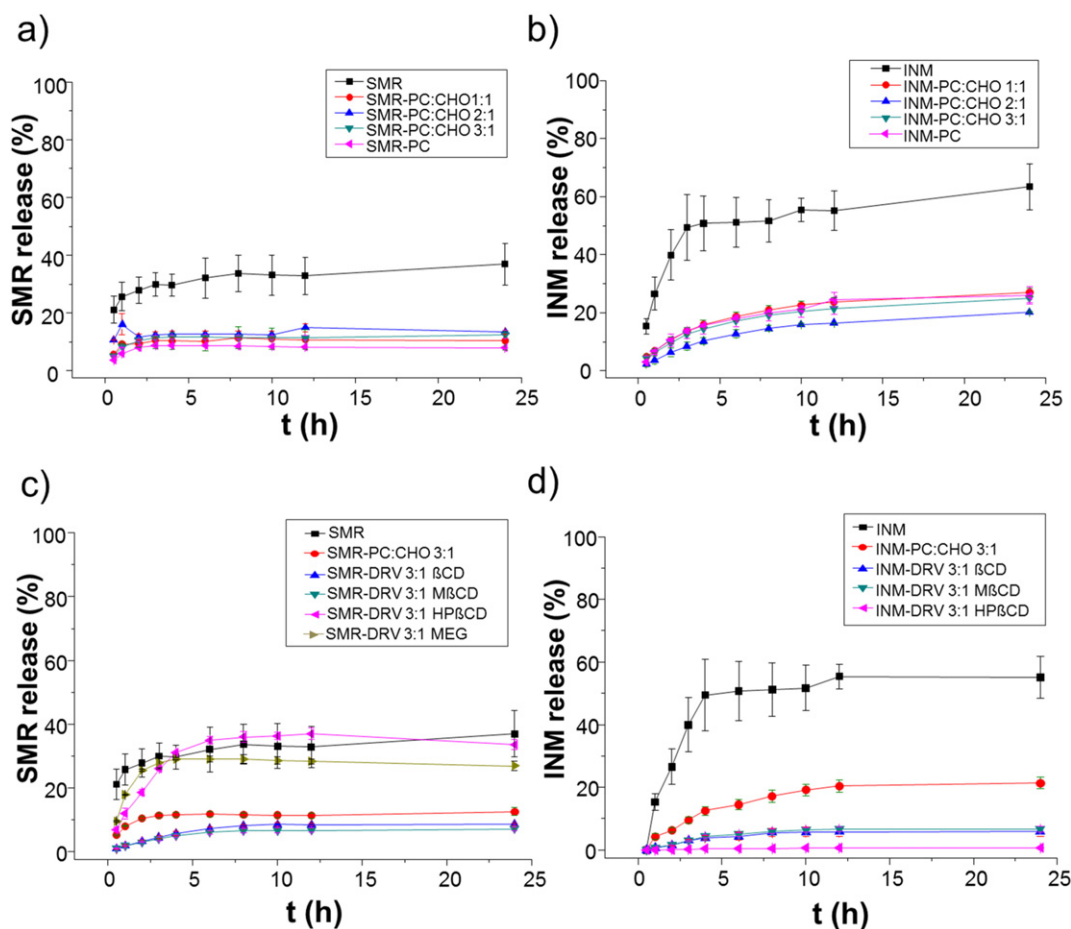 a)
SMR release (%)
100
80
60
40
20
0
0
5
10
15
20
25
t (h)
SMR
SMR-PC:CHO1:1
SMR-PC:CHO 2:1
SMR-PC:CHO 3:1
SMR-PC
b)
INM release (%)
100
80
60
40
20
0
0
5
10
15
20
25
t (h)
INM
INM-PC:CHO 1:1
INM-PC:CHO 2:1
INM-PC:CHO 3:1
INM-PC
c)
SMR release (%)
100
80
60
40
20
0
0
5
10
15
20
25
t (h)
SMR
SMR-PC:CHO 3:1
SMR-DRV 3:1 ßCD
SMR-DRV 3:1 MßCD
SMR-DRV 3:1 HPßCD
SMR-DRV 3:1 MEG
d)
INM release (%)
100
80
60
40
20
0
0
5
10
15
20
25
t (h)
INM
INM-PC:CHO 3:1
INM-DRV 3:1 ßCD
INM-DRV 3:1 MßCD
INM-DRV 3:1 HPßCD